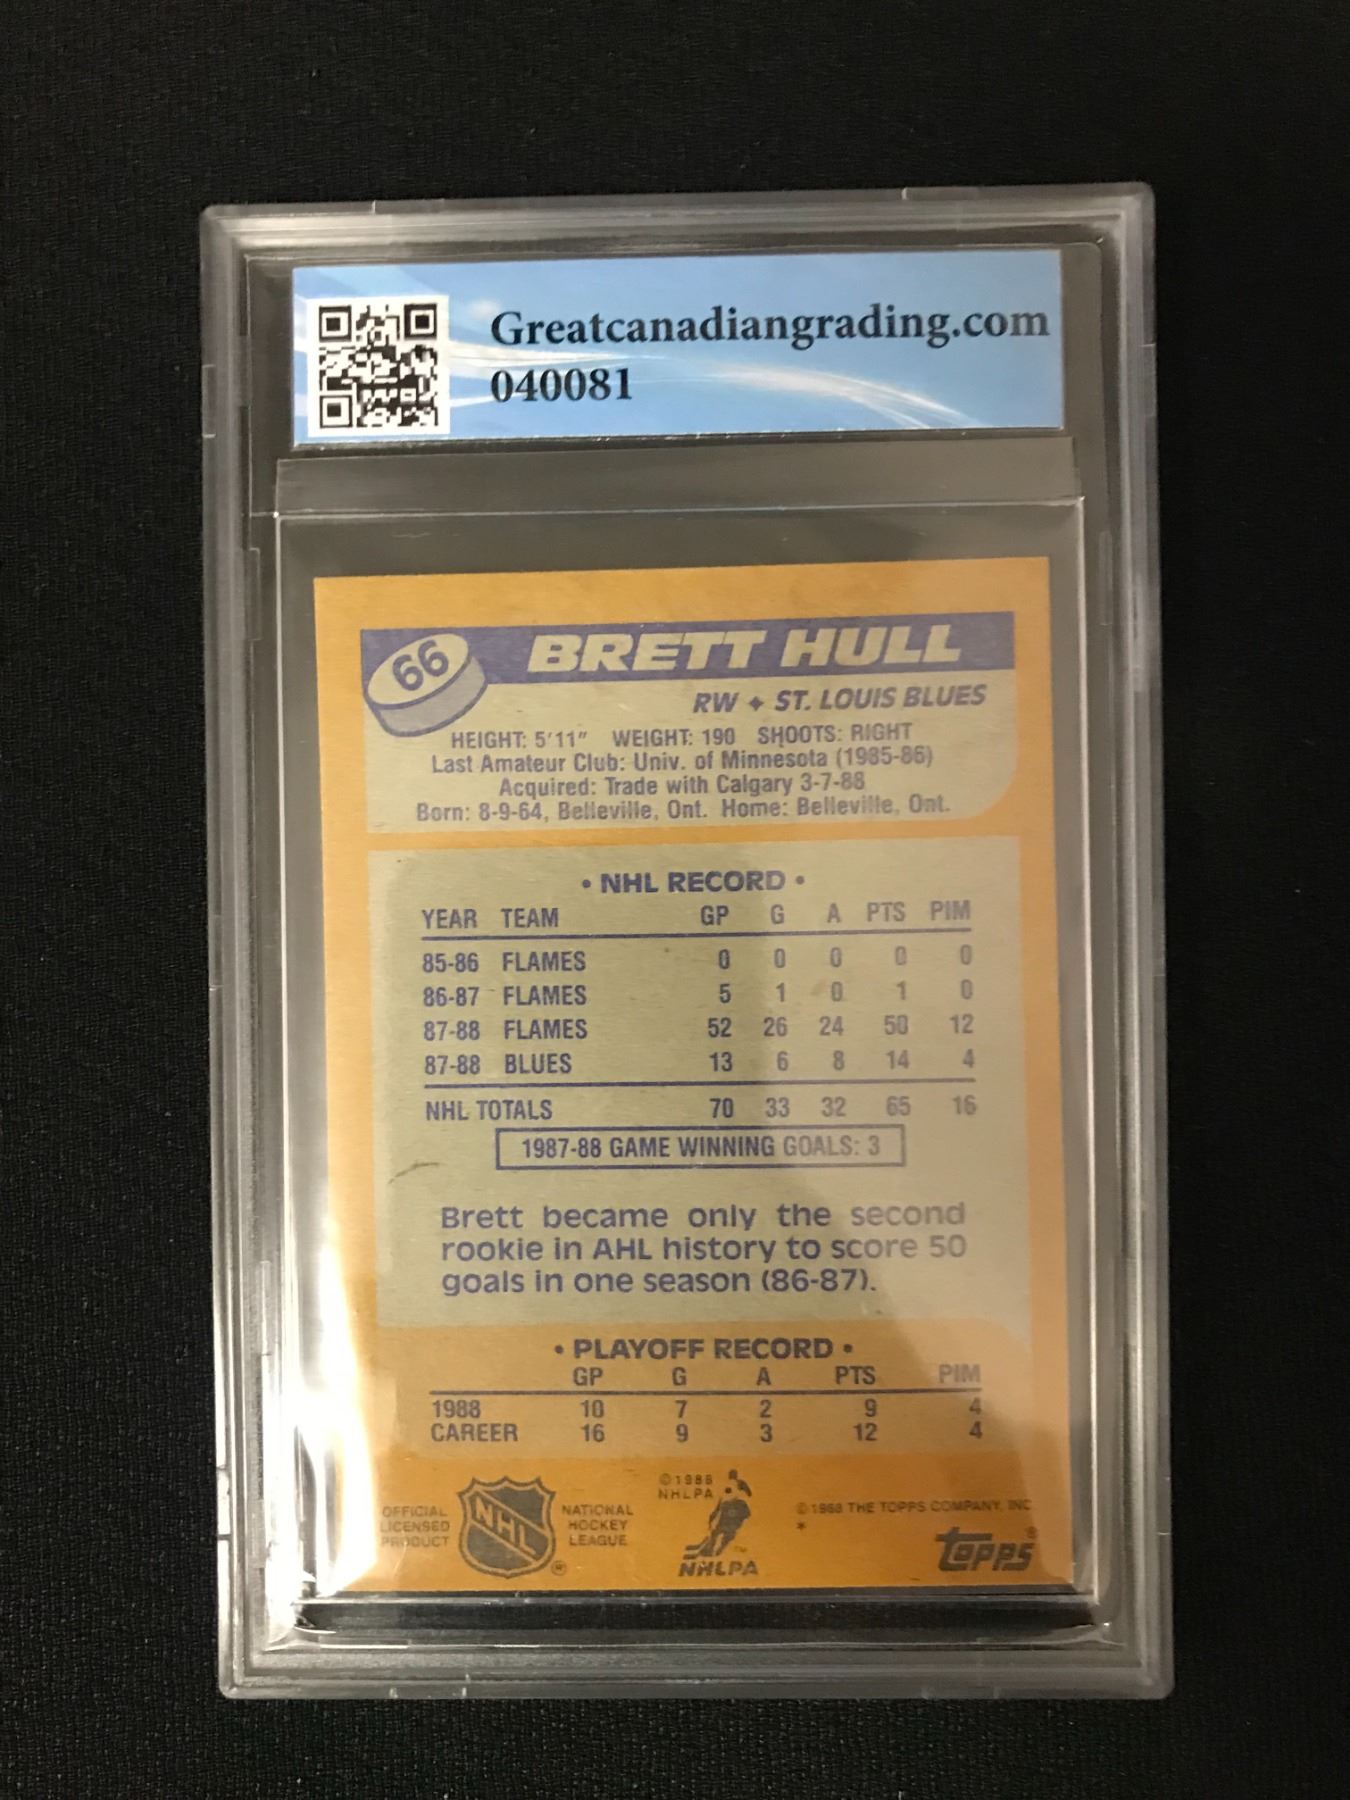 Greatcanadiangrading.com
040081
66
BRETT HULL
RW ✦ ST. LOUIS BLUES
HEIGHT: 5'11" WEIGHT: 190 SHOOTS: RIGHT
Last Amateur Club: Univ. of Minnesota (1985-86)
Acquired: Trade with Calgary 3-7-88
Born: 8-9-64, Belleville, Ont. Home: Belleville, Ont.
• NHL RECORD •
YEAR TEAM GP G A PTS PIM
85-86 FLAMES 0 0 0 0 0
86-87 FLAMES 5 1 0 1 0
87-88 FLAMES 52 26 24 50 12
87-88 BLUES 13 6 8 14 4
NHL TOTALS 70 33 32 65 16
1987-88 GAME WINNING GOALS: 3
Brett became only the second
rookie in AHL history to score 50
goals in one season (86-87).
• PLAYOFF RECORD •
GP G A PTS PIM
1988 10 7 2 9 4
CAREER 16 9 3 12 4
OFFICIAL
LICENSED
PRODUCT
NHL
®
NATIONAL
HOCKEY
LEAGUE
© 1988
NHLPA
™
NHLPA
© 1988 THE TOPPS COMPANY, INC
*
topps®